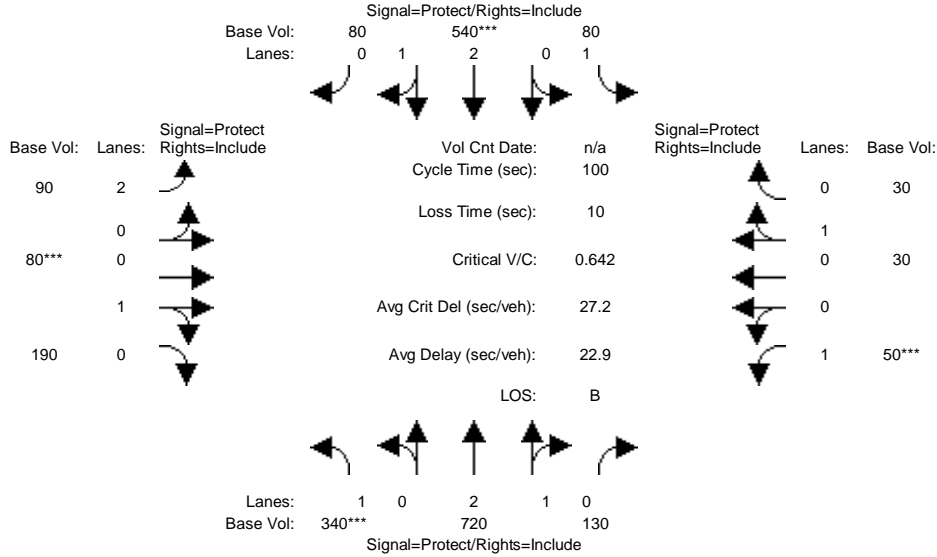 Signal=Protect/Rights=Include
Base Vol: 80 540*** 80
Lanes: 0 1 2 0 1
Signal=Protect
Signal=Protect
Base Vol: Lanes: Rights=Include Vol Cnt Date: n/a Rights=Include Lanes: Base Vol:
Cycle Time (sec): 100
90 2 0 30
Loss Time (sec): 10
0 1
80*** 0 Critical V/C: 0.642 0 30
1 Avg Crit Del (sec/veh): 27.2 0
190 0 Avg Delay (sec/veh): 22.9 1 50***
LOS: B
Lanes: 1 0 2 1 0
Base Vol: 340*** 720 130
Signal=Protect/Rights=Include